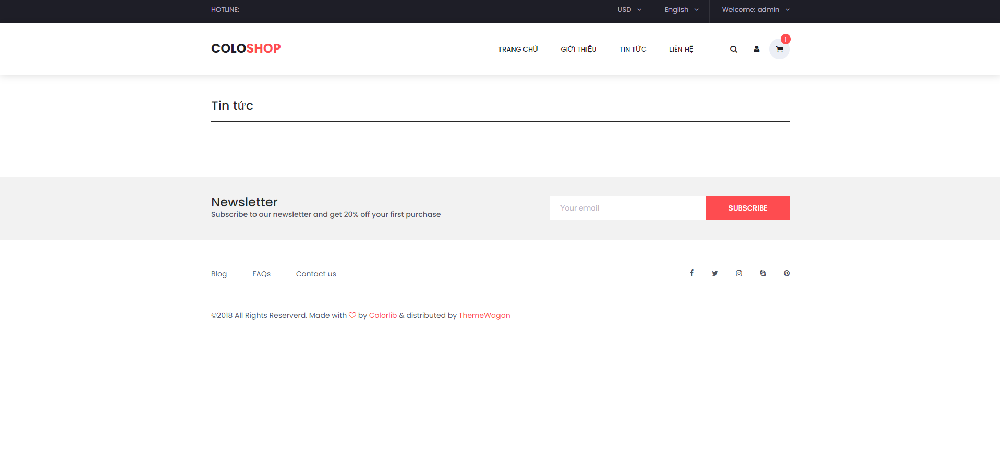 HOTLINE:
USD
English
Welcome: admin
COLOSHOP
TRANG CHỦ
GIỚI THIỆU
TIN TỨC
LIÊN HỆ
1
Tin tức
Newsletter
Subscribe to our newsletter and get 20% off your first purchase
Your email
SUBSCRIBE
Blog
FAQs
Contact us
©2018 All Rights Reserverd. Made with ♡ by Colorlib & distributed by ThemeWagon